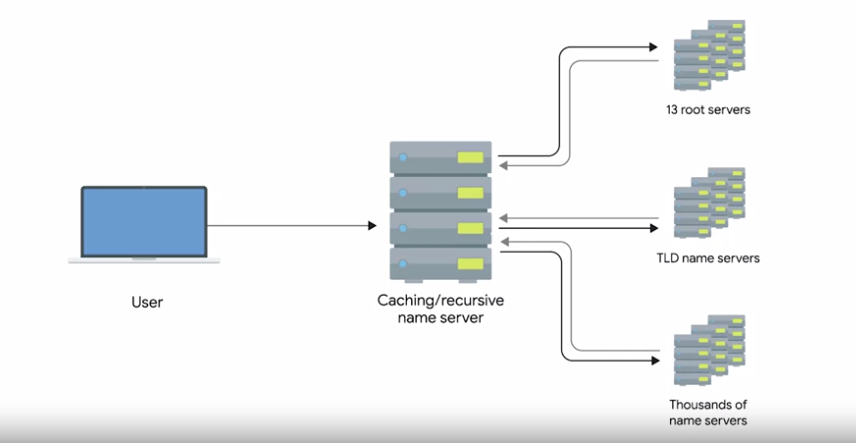 13 root servers
TLD name servers
User
Caching/recursive
name server
Thousands of
name servers